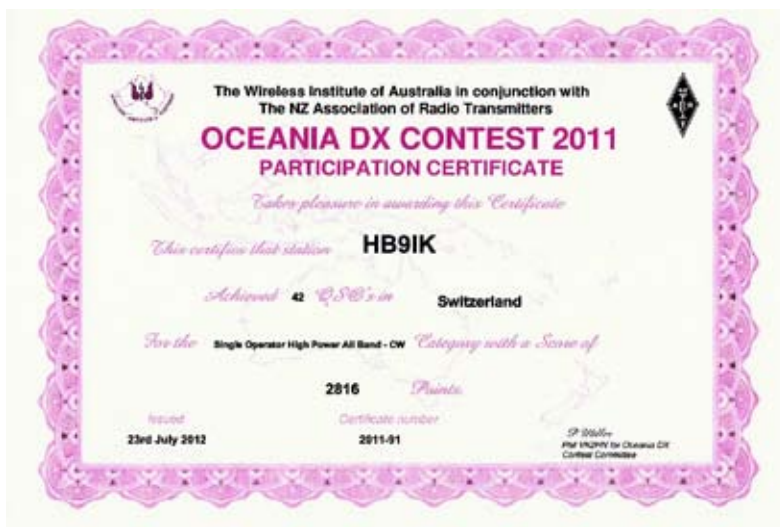 The Wireless Institute of Australia in conjunction with
The NZ Association of Radio Transmitters
OCEANIA DX CONTEST 2011
PARTICIPATION CERTIFICATE
Takes pleasure in awarding this Certificate
This certifies that station HB9IK
Achieved 42 QSO's in Switzerland
For the Single Operator High Power All Band - CW Category with a Score of
2816 Points.
Issued Certificate number
23rd July 2012 2011-91
for Oceania DX
Contest Committee